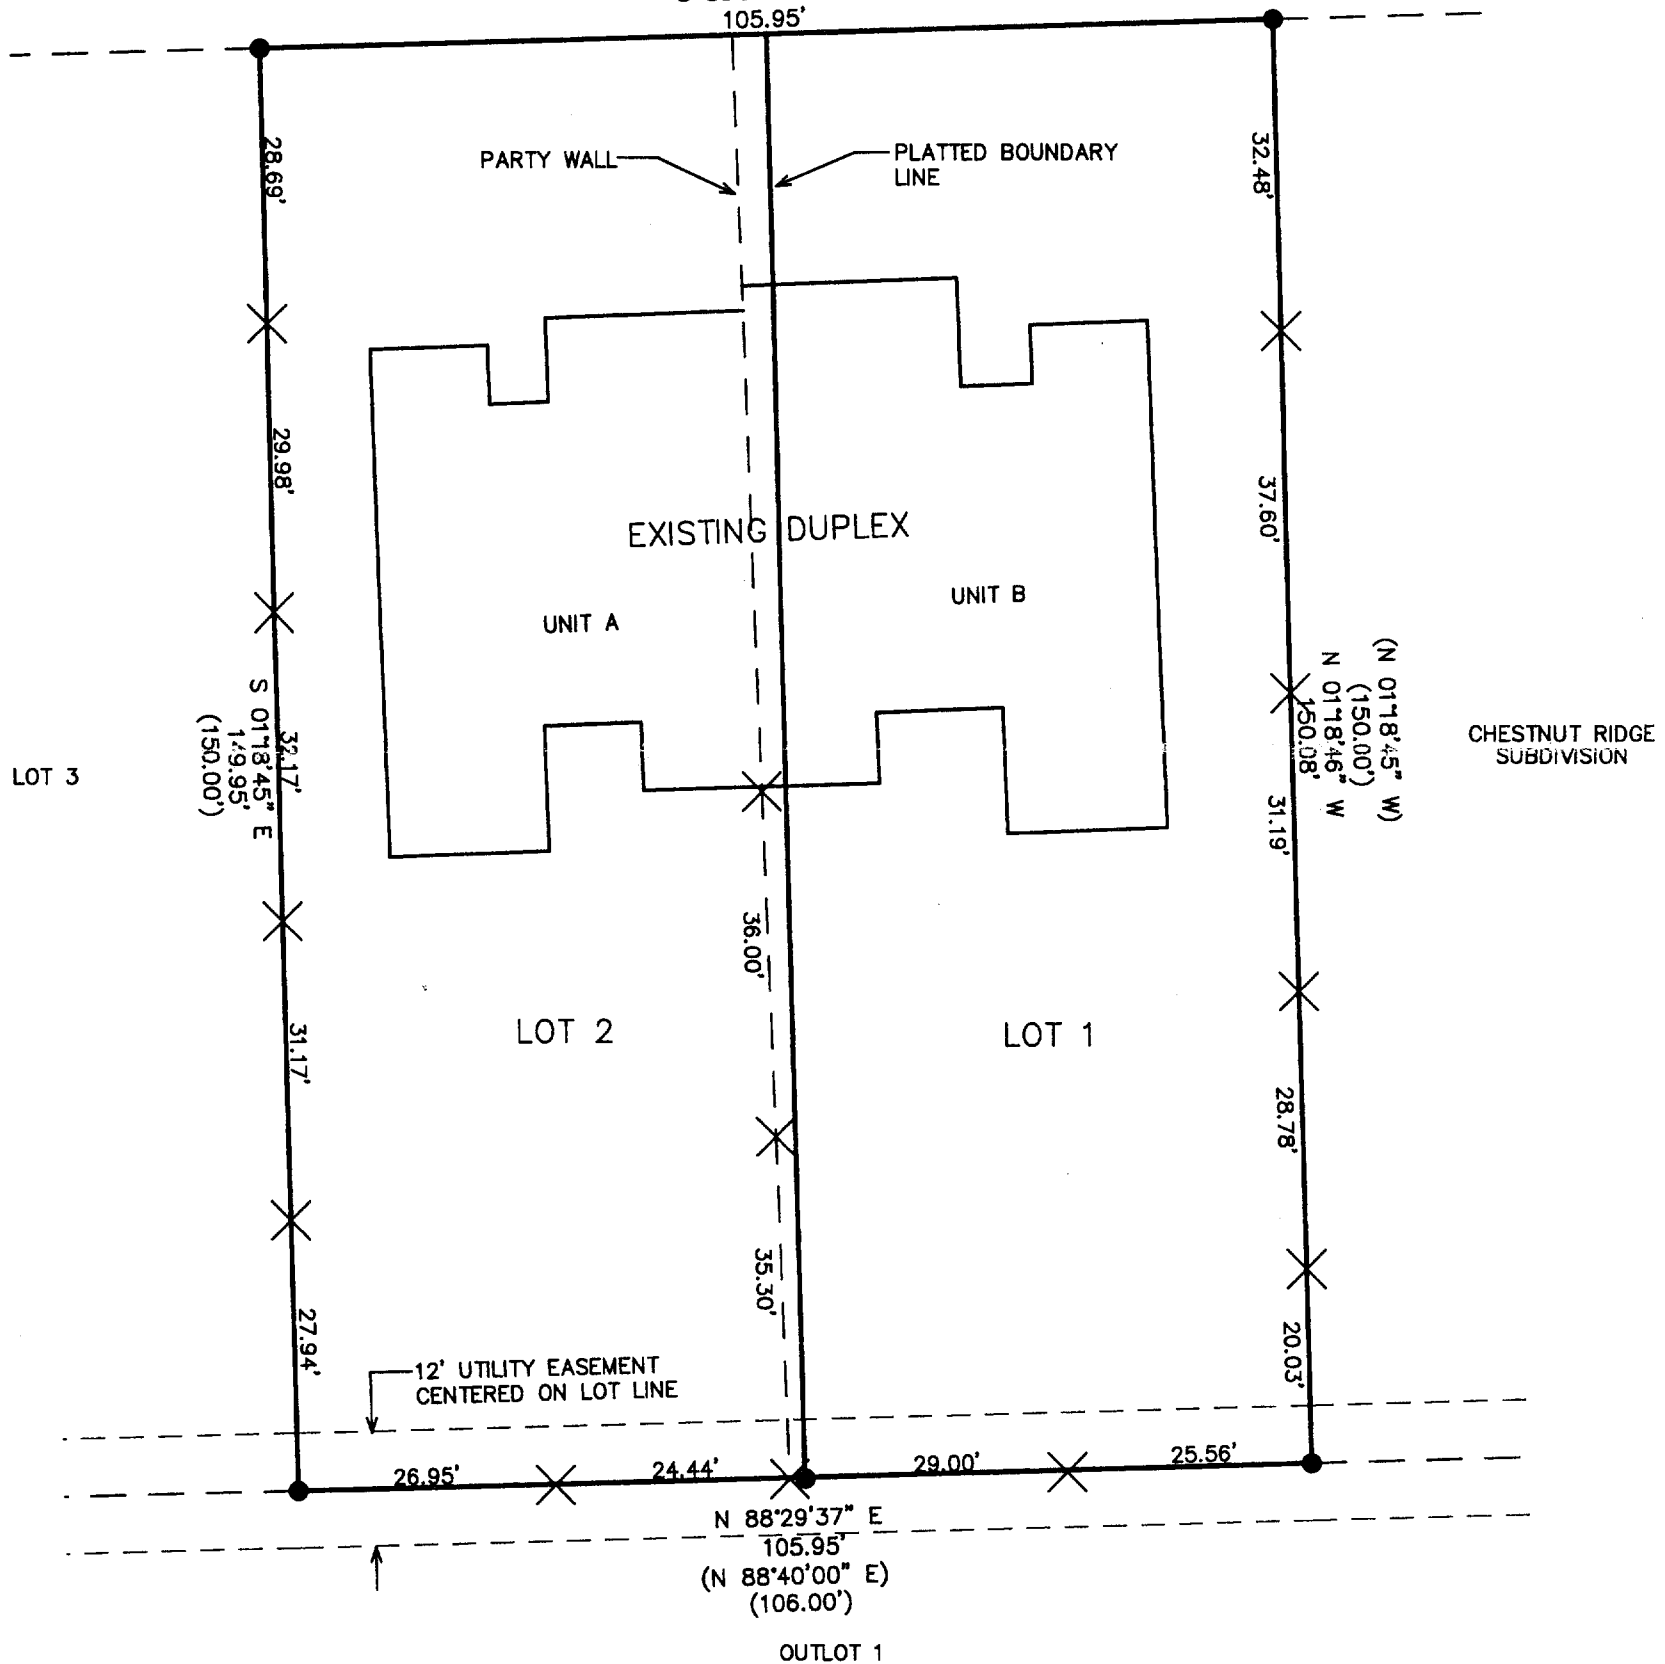 105.95'
28.69'
PARTY WALL
PLATTED BOUNDARY
LINE
32.48'
29.98'
37.60'
EXISTING DUPLEX
UNIT A
UNIT B
32.17'
S 01°18'45" E
149.95'
(150.00')
(N 01°18'45" W)
(150.00')
N 01°18'46" W
150.08'
LOT 3
CHESTNUT RIDGE
SUBDIVISION
31.19'
36.00'
LOT 2
LOT 1
31.17'
28.78'
35.30'
27.94'
20.03'
12' UTILITY EASEMENT
CENTERED ON LOT LINE
26.95'
24.44'
29.00'
25.56'
N 88°29'37" E
105.95'
(N 88°40'00" E)
(106.00')
OUTLOT 1